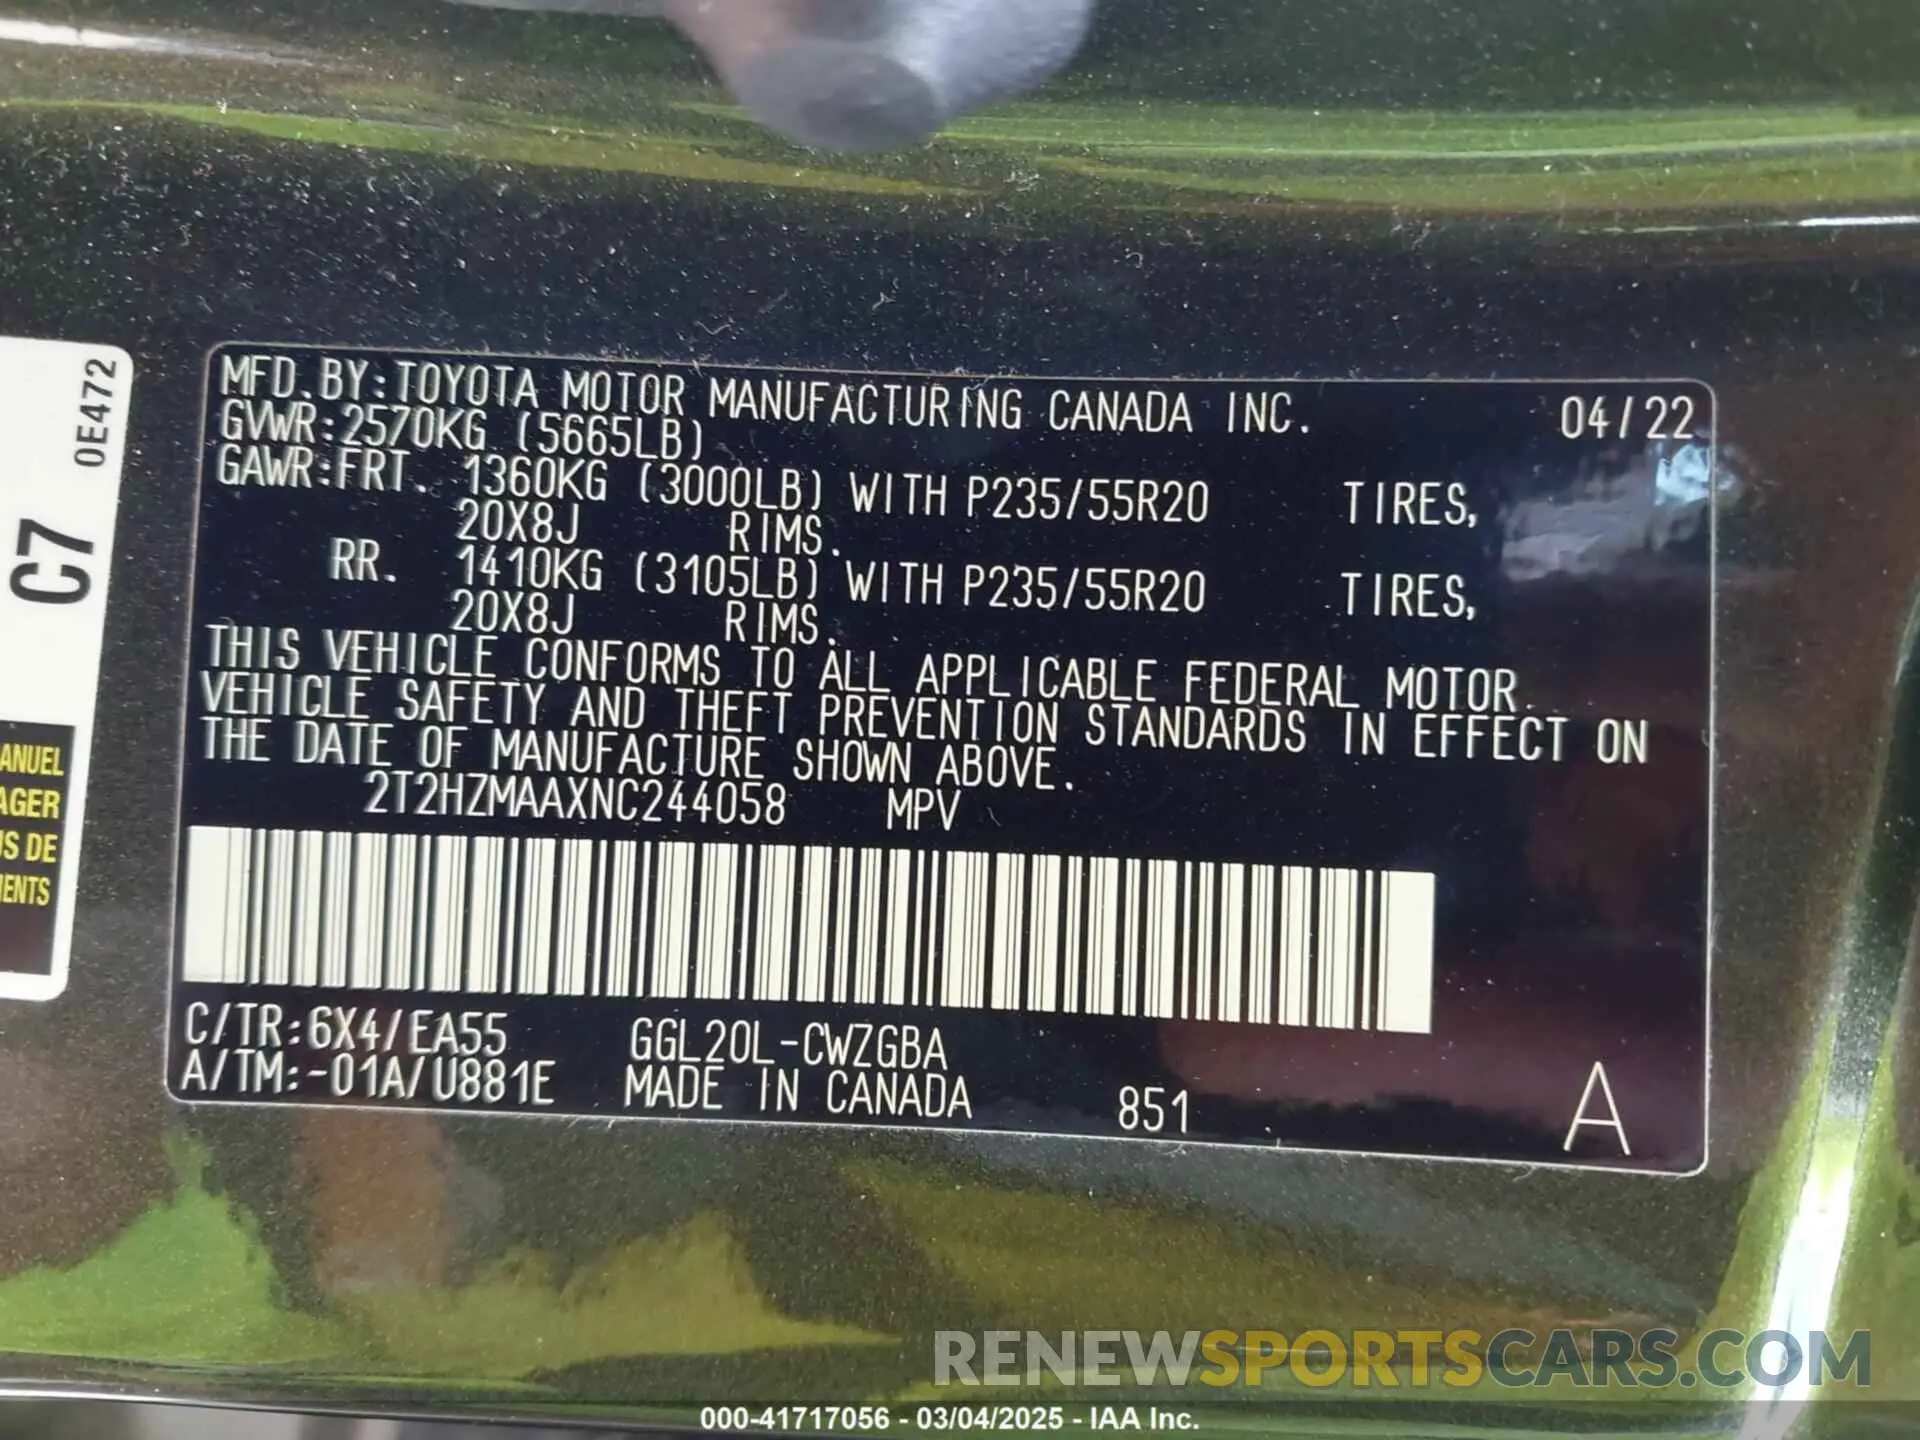 MFD.BY:TOYOTA MOTOR MANUFACTURING CANADA INC. 04/22
GVWR:2570KG (5665LB)
GAWR:FRT. 1360KG (3000LB) WITH P235/55R20 TIRES,
20X8J RIMS.
RR. 1410KG (3105LB) WITH P235/55R20 TIRES,
20X8J RIMS.
THIS VEHICLE CONFORMS TO ALL APPLICABLE FEDERAL MOTOR
VEHICLE SAFETY AND THEFT PREVENTION STANDARDS IN EFFECT ON
THE DATE OF MANUFACTURE SHOWN ABOVE.
2T2HZMAAXNC244058 MPV
C/TR:6X4/EA55 GGL20L-CWZGBA
A/TM:-01A/U881E MADE IN CANADA 851 A
C7 0E472
ANUEL
AGER
US DE
IENTS
RENEWSPORTSCARS.COM
000-41717056 - 03/04/2025 - IAA Inc.